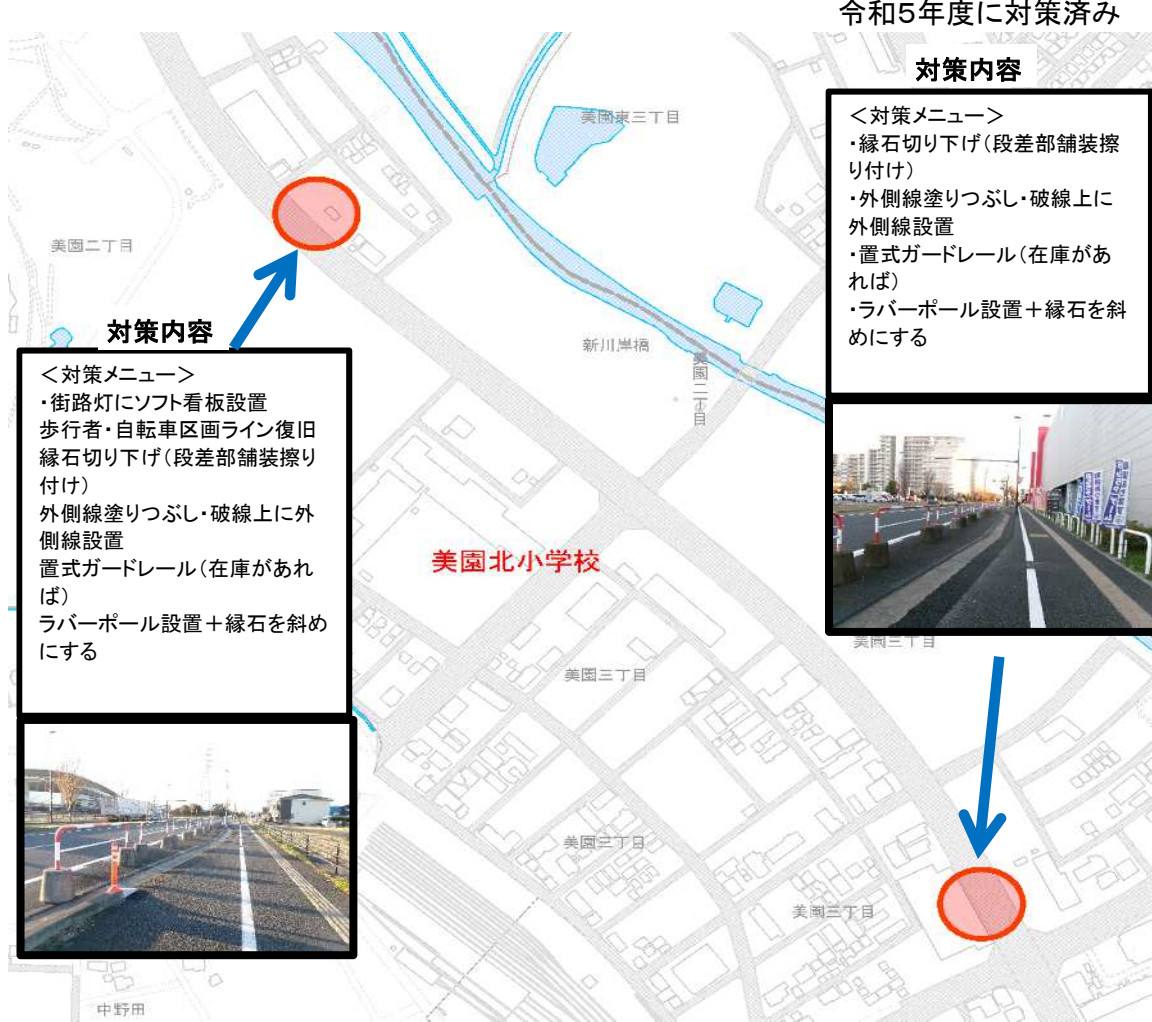 令和5年度に対策済み
対策内容
＜対策メニュー＞
・縁石切り下げ(段差部舗装擦
り付け)
・外側線塗りつぶし・破線上に
外側線設置
・置式ガードレール(在庫があ
れば)
・ラバーポール設置＋縁石を斜
めにする
美園東三丁目
美園二丁目
新川岸橋
美園二丁目
対策内容
＜対策メニュー＞
・街路灯にソフト看板設置
歩行者・自転車区画ライン復旧
縁石切り下げ(段差部舗装擦り
付け)
外側線塗りつぶし・破線上に外
側線設置
置式ガードレール(在庫があれ
ば)
ラバーポール設置＋縁石を斜め
にする
美園北小学校
美園三丁目
美園三丁目
美園三丁目
美園三丁目
中野田